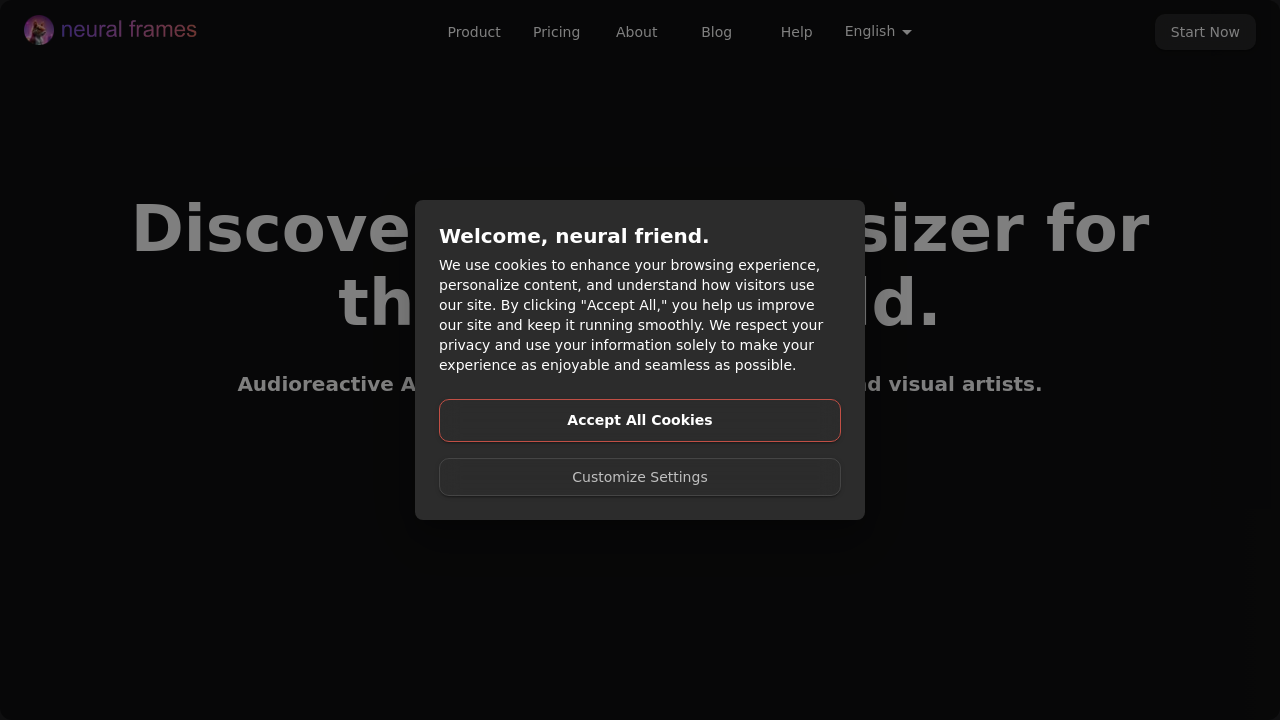 neural frames
Product
Pricing
About
Blog
Help
English
Start Now
Discove
sizer for
th
d.
Audioreactive A
d visual artists.
Welcome, neural friend.
We use cookies to enhance your browsing experience,
personalize content, and understand how visitors use
our site. By clicking "Accept All," you help us improve
our site and keep it running smoothly. We respect your
privacy and use your information solely to make your
experience as enjoyable and seamless as possible.
Accept All Cookies
Customize Settings